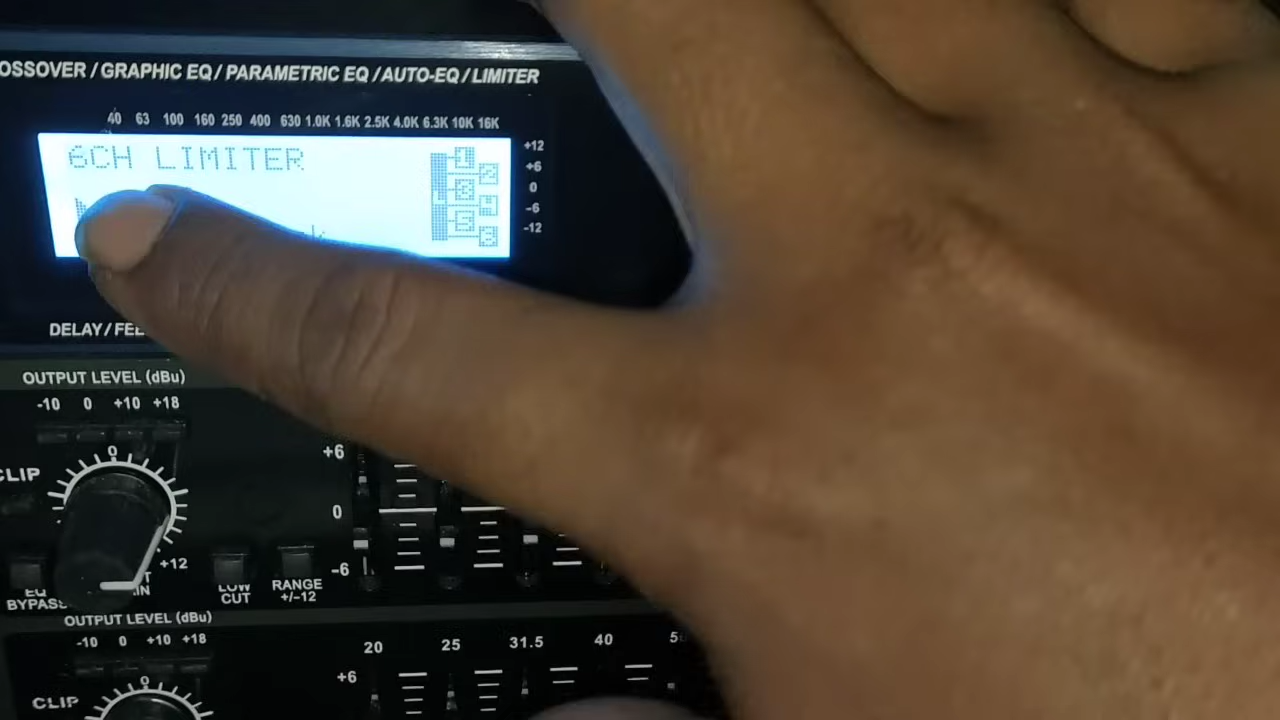 OSSOVER / GRAPHIC EQ / PARAMETRIC EQ / AUTO-EQ / LIMITER
40 63 100 160 250 400 630 1.0K 1.6K 2.5K 4.0K 6.3K 10K 16K
6CH LIMITER
+12
+6
0
-6
-12
DELAY / FEE
OUTPUT LEVEL (dBu)
-10 0 +10 +18
0
CLIP
+12
EQ
BYPASS
LOW
CUT
RANGE
+/-12
+6
0
-6
OUTPUT LEVEL (dBu)
-10 0 +10 +18
0
CLIP
20 25 31.5 40
+6